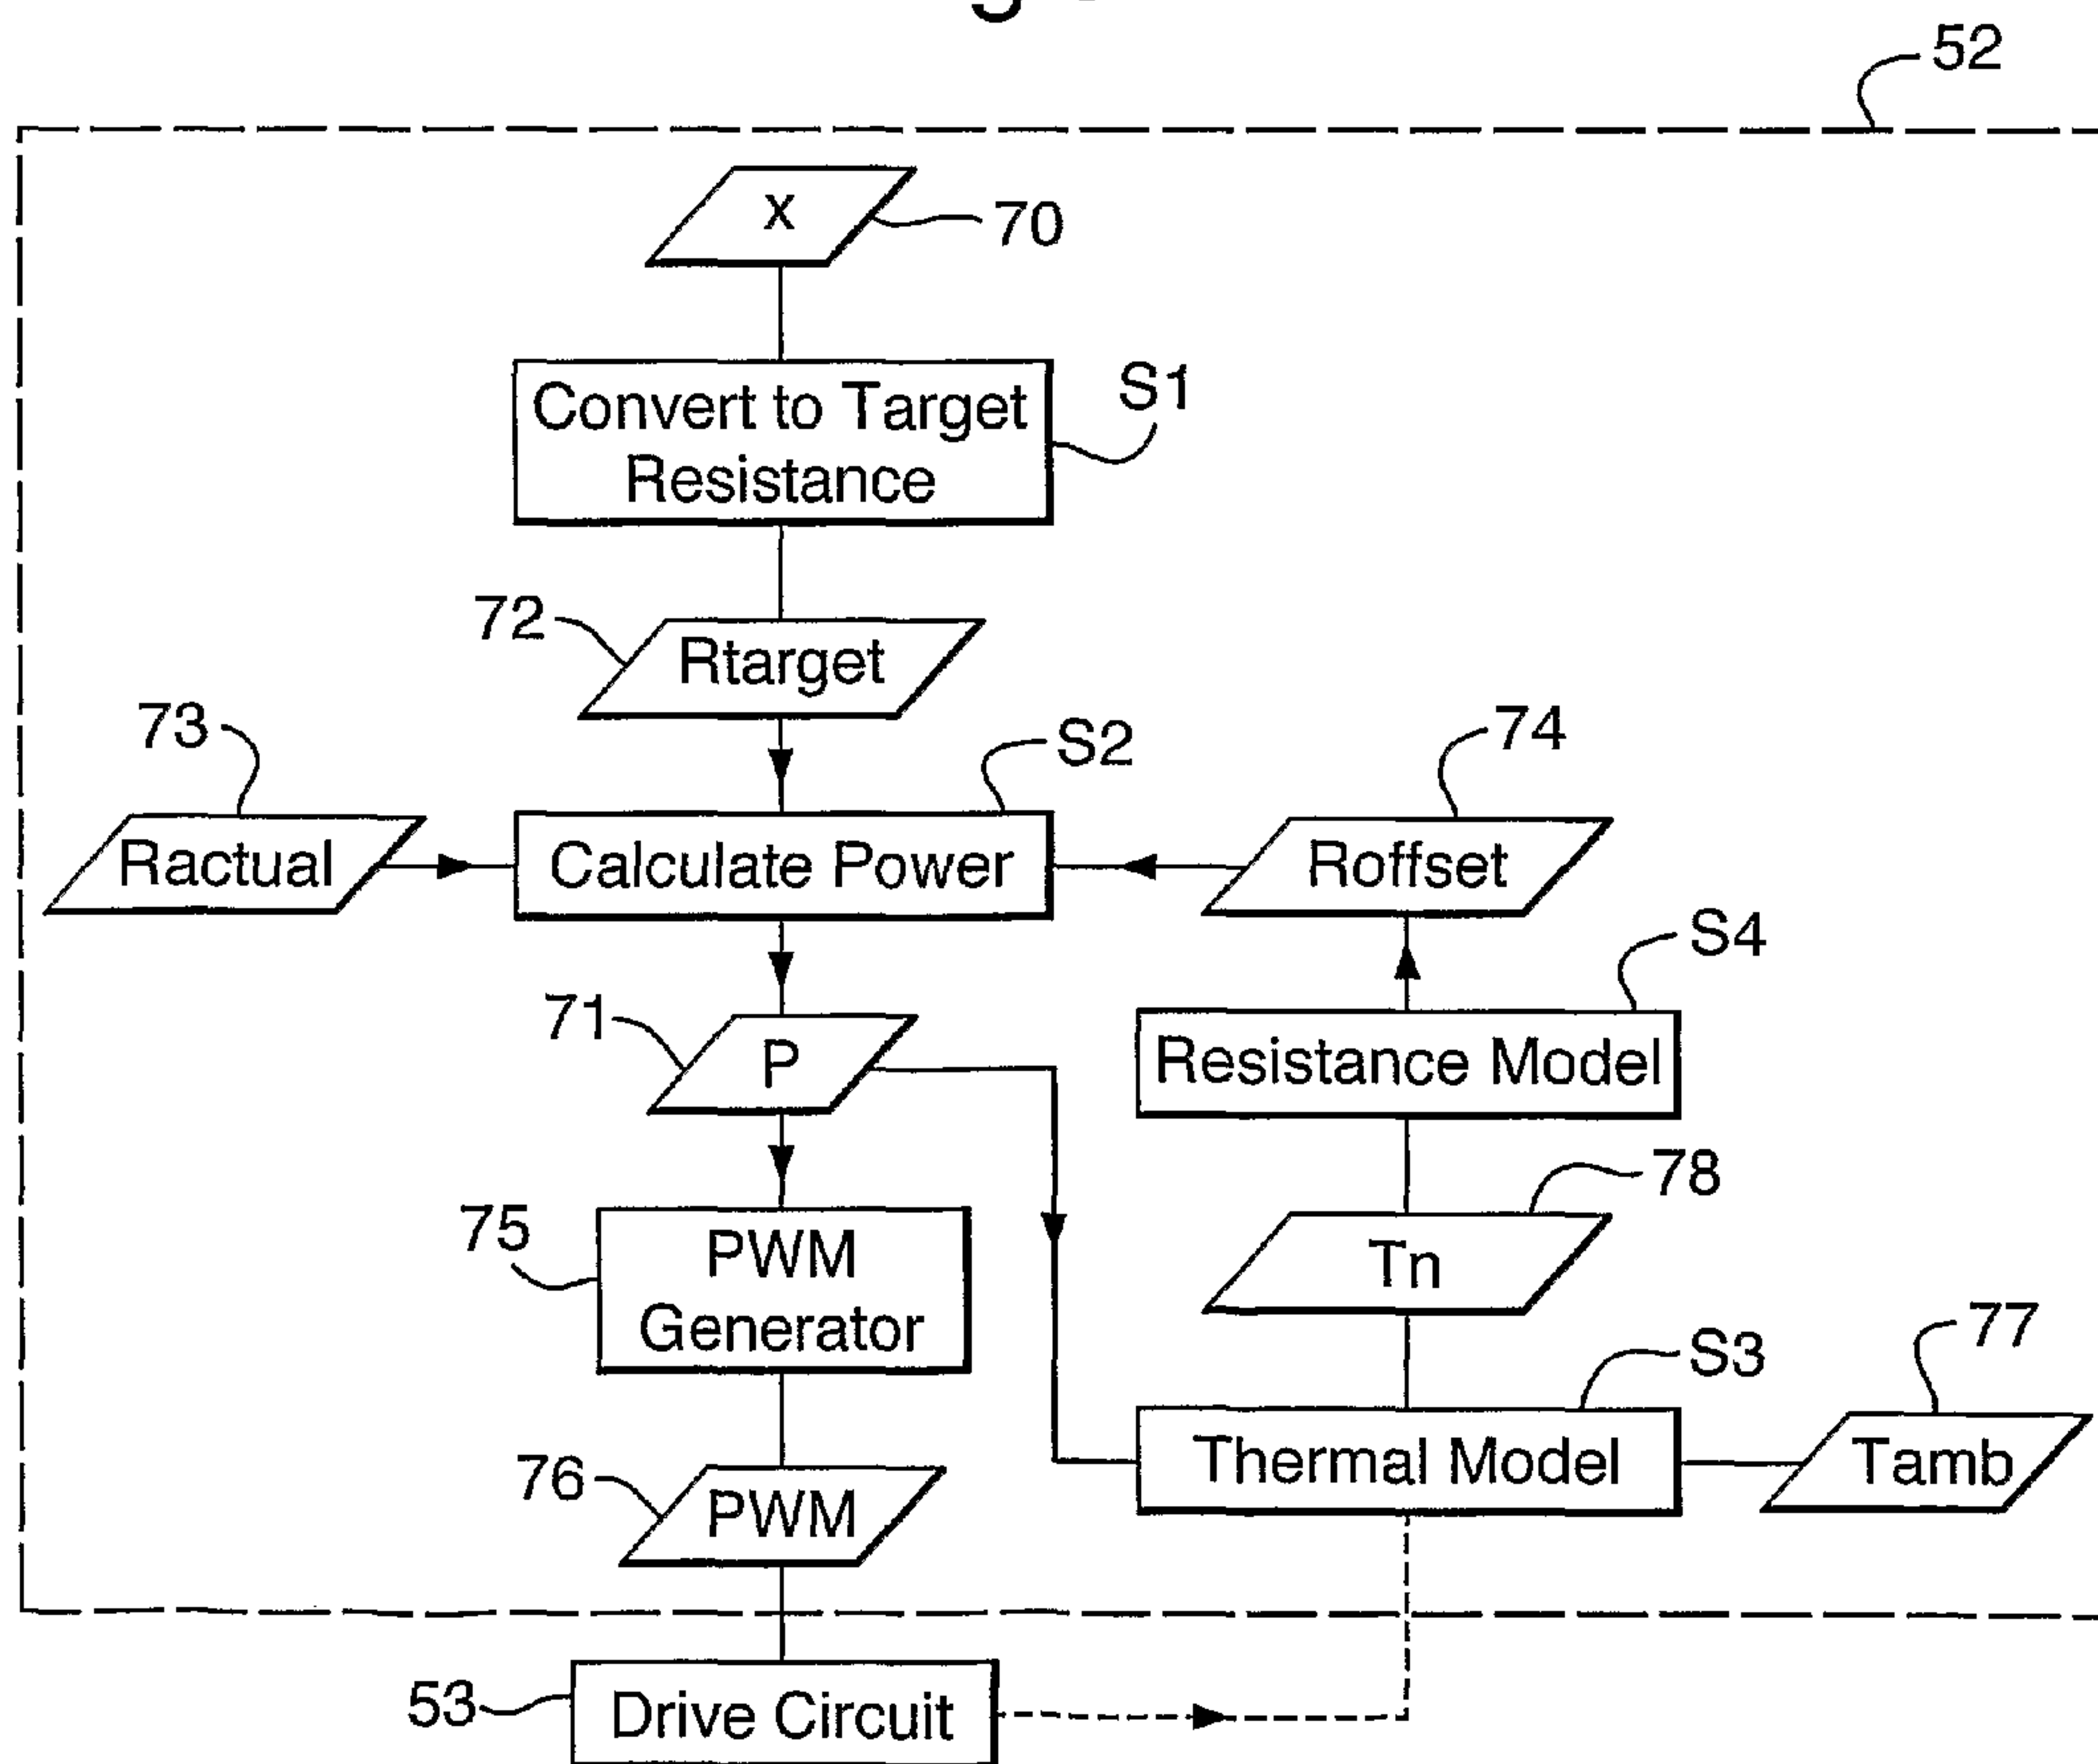 52
x
70
Convert to Target
Resistance
S1
72
Rtarget
73
S2
74
Ractual
Calculate Power
Roffset
S4
71
P
Resistance Model
78
75
PWM
Generator
Tn
77
S3
76
PWM
Thermal Model
Tamb
53
Drive Circuit